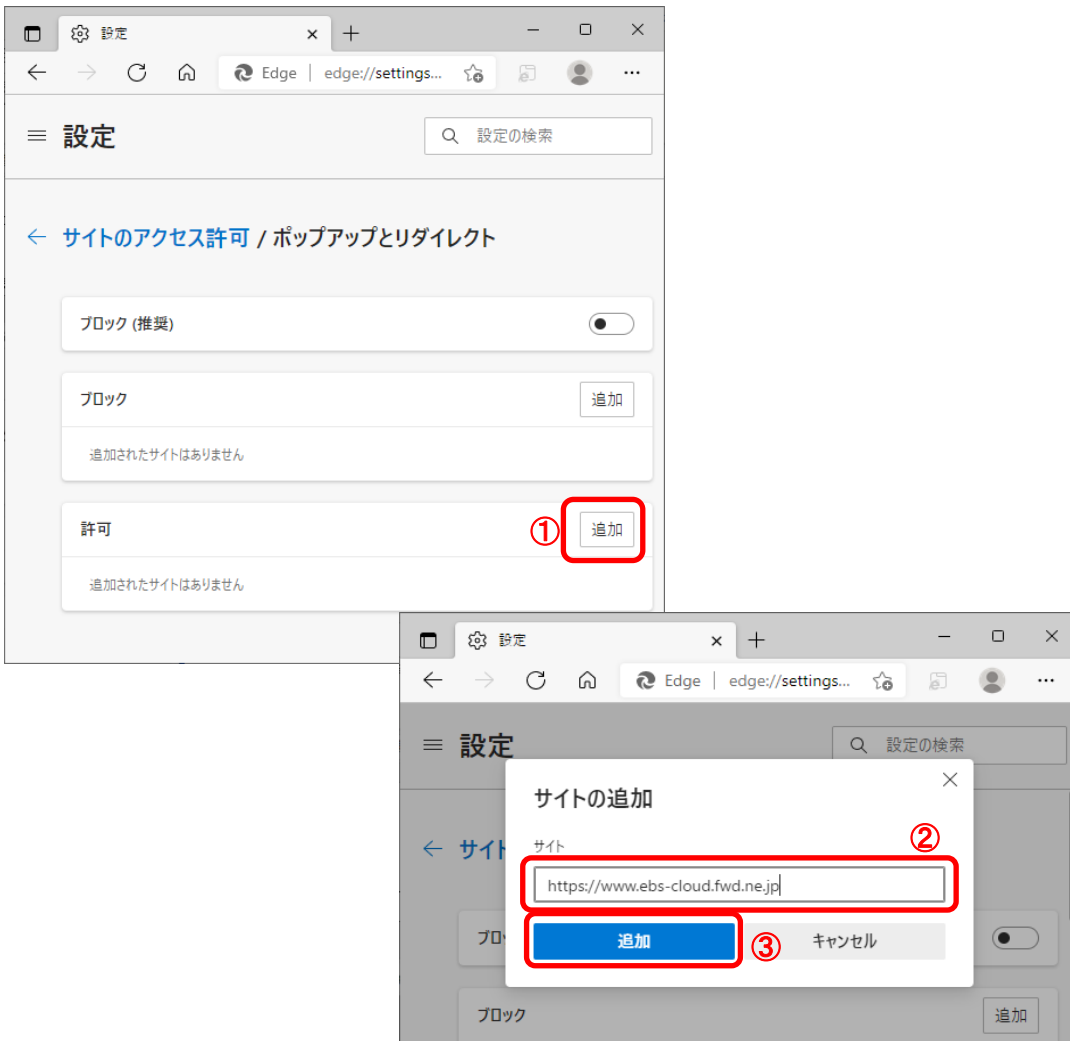 設定
Edge | edge://settings...
設定
設定の検索
サイトのアクセス許可 / ポップアップとリダイレクト
ブロック (推奨)
ブロック
追加
追加されたサイトはありません
許可
①
追加
追加されたサイトはありません
設定
Edge | edge://settings...
設定
設定の検索
サイト
サイトの追加
サイト
②
https://www.ebs-cloud.fwd.ne.jp
ブロ
追加
③
キャンセル
ブロック
追加